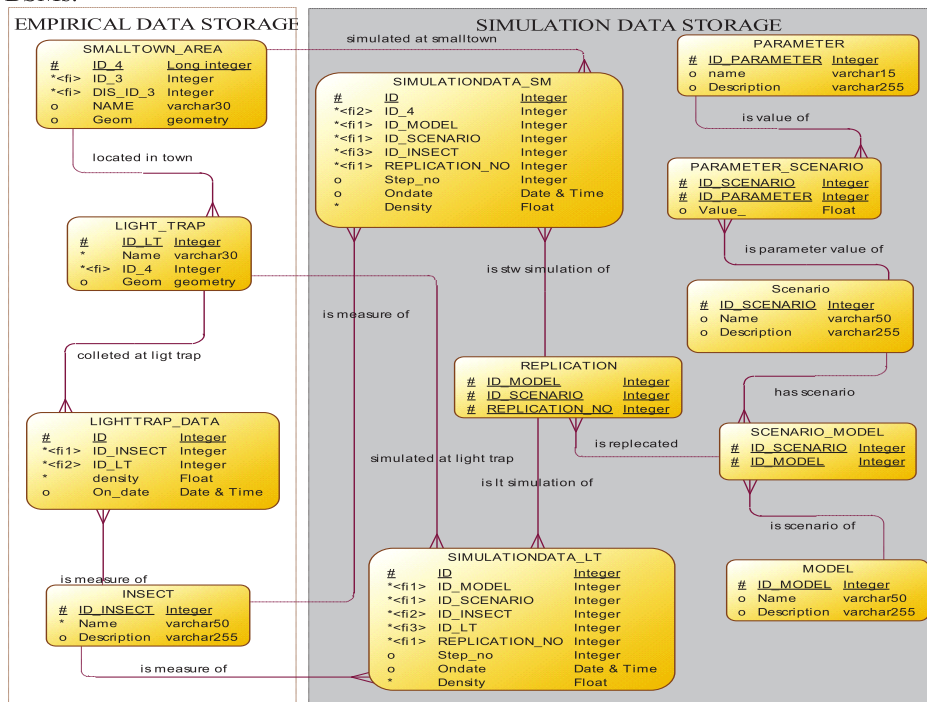 BSMS.
EMPIRICAL DATA STORAGE
SMALLTOWN_AREA
# ID_4 Long integer
*<fi> ID_3 Integer
*<fi> DIS_ID_3 Integer
o NAME varchar30
o Geom geometry
located in town
LIGHT_TRAP
# ID_LT Integer
* Name varchar30
*<fi> ID_4 Integer
o Geom geometry
colleted at ligt trap
LIGHTTRAP_DATA
# ID Integer
*<fi1> ID_INSECT Integer
*<fi2> ID_LT Integer
* density Float
o On_date Date & Time
is measure of
INSECT
# ID_INSECT Integer
* Name varchar50
o Description varchar255
is measure of
SIMULATION DATA STORAGE
simulated at smalltown
SIMULATIONDATA_SM
# ID Integer
*<fi2> ID_4 Integer
*<fi1> ID_MODEL Integer
*<fi1> ID_SCENARIO Integer
*<fi3> ID_INSECT Integer
*<fi1> REPLICATION_NO Integer
o Step_no Integer
o Ondate Date & Time
* Density Float
is stw simulation of
is measure of
REPLICATION
# ID_MODEL Integer
# ID_SCENARIO Integer
# REPLICATION_NO Integer
is replecated
simulated at light trap
is lt simulation of
SIMULATIONDATA_LT
# ID Integer
*<fi1> ID_MODEL Integer
*<fi1> ID_SCENARIO Integer
*<fi2> ID_INSECT Integer
*<fi3> ID_LT Integer
*<fi1> REPLICATION_NO Integer
o Step_no Integer
o Ondate Date & Time
* Density Float
PARAMETER
# ID_PARAMETER Integer
o name varchar15
o Description varchar255
is value of
PARAMETER_SCENARIO
# ID_SCENARIO Integer
# ID_PARAMETER Integer
o Value_ Float
is parameter value of
Scenario
# ID_SCENARIO Integer
o Name varchar50
o Description varchar255
has scenario
SCENARIO_MODEL
# ID_SCENARIO Integer
# ID_MODEL Integer
is scenario of
MODEL
# ID_MODEL Integer
o Name varchar50
o Description varchar255